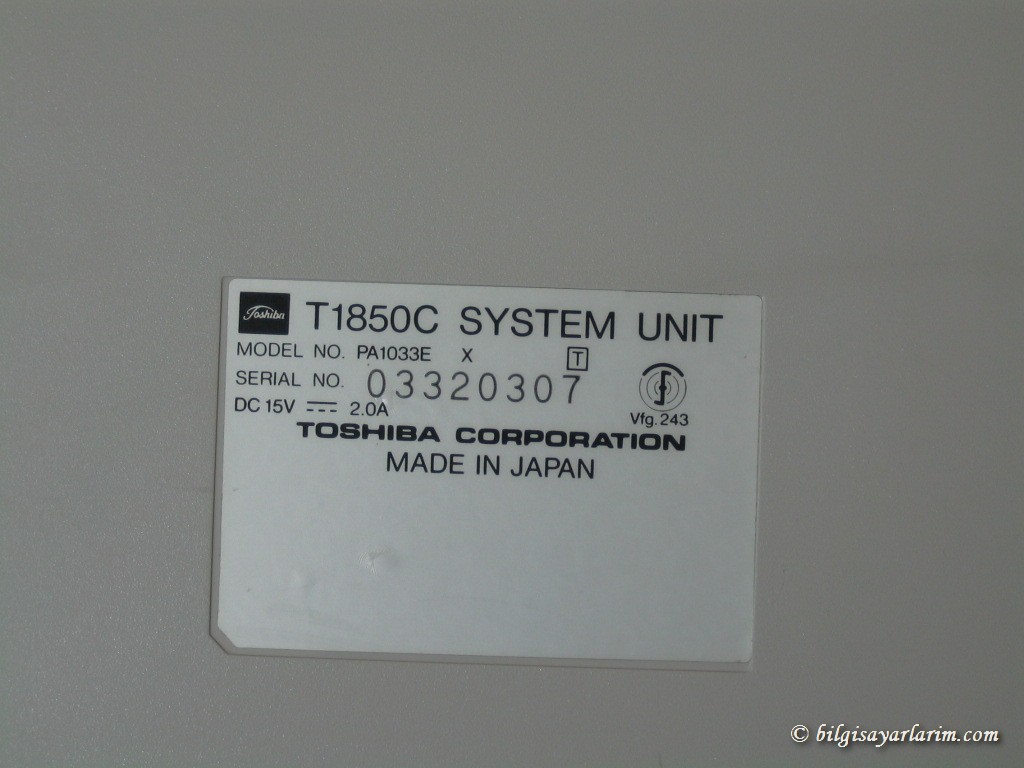 Toshiba T1850C SYSTEM UNIT
MODEL NO. PA1033E X T
SERIAL NO. 03320307
DC 15V ⎓ 2.0A
Vfg. 243
TOSHIBA CORPORATION
MADE IN JAPAN
© bilgisayarlarim.com